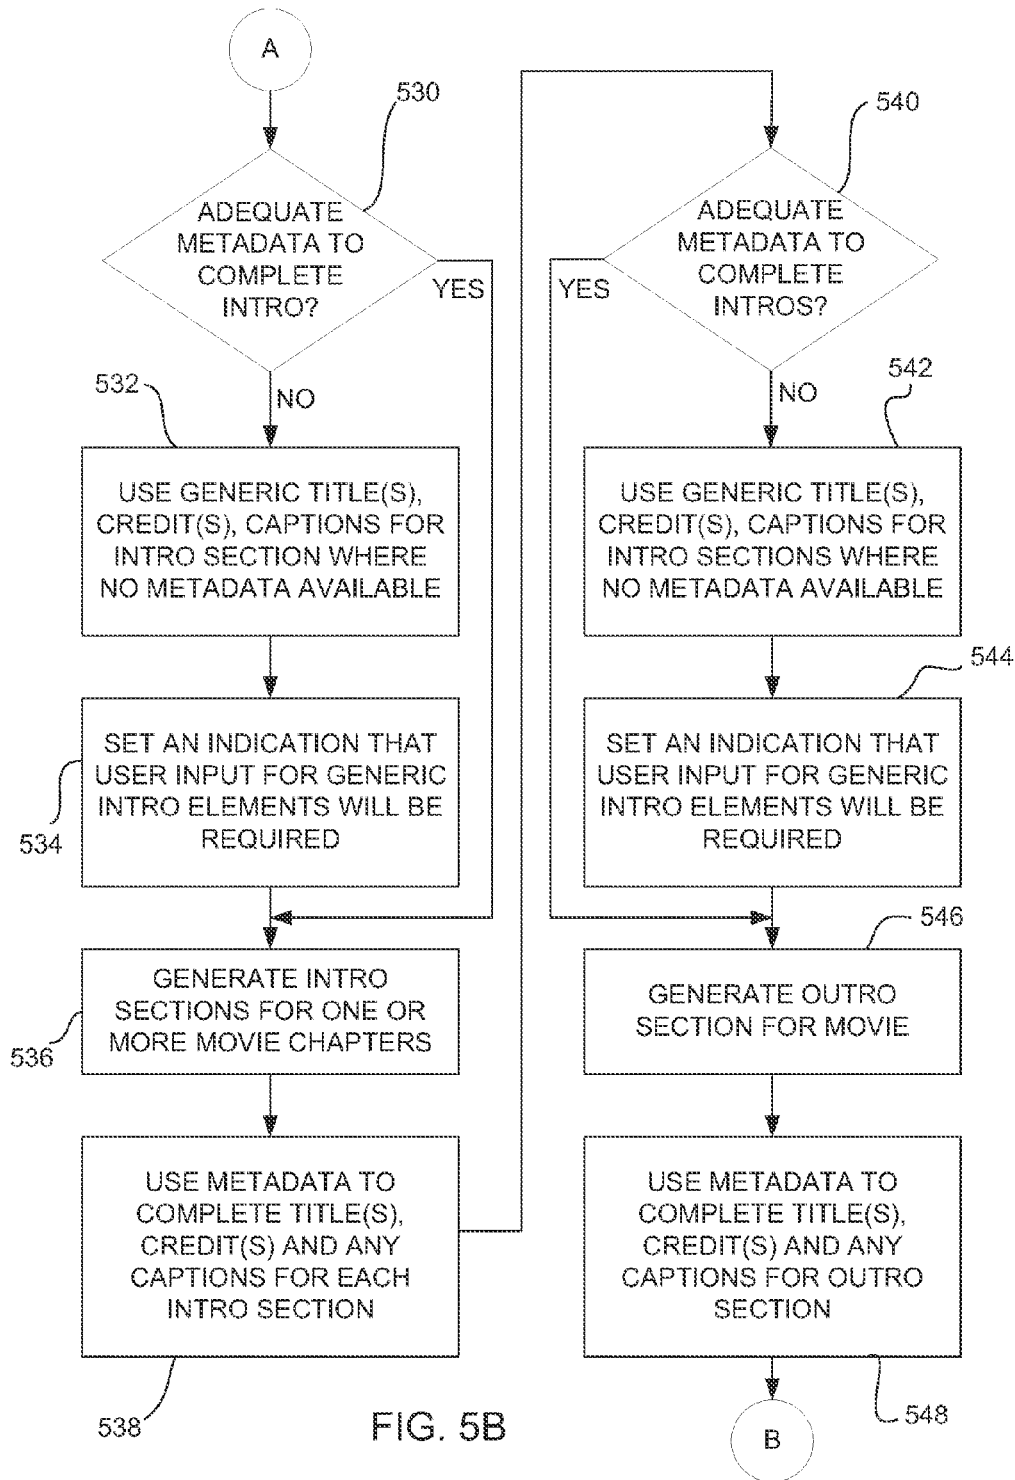 A
530
ADEQUATE
METADATA TO
COMPLETE
INTRO?
YES
NO
532
USE GENERIC TITLE(S),
CREDIT(S), CAPTIONS FOR
INTRO SECTION WHERE
NO METADATA AVAILABLE
SET AN INDICATION THAT
USER INPUT FOR GENERIC
INTRO ELEMENTS WILL BE
REQUIRED
534
GENERATE INTRO
SECTIONS FOR ONE OR
MORE MOVIE CHAPTERS
536
USE METADATA TO
COMPLETE TITLE(S),
CREDIT(S) AND ANY
CAPTIONS FOR EACH
INTRO SECTION
538
540
ADEQUATE
METADATA TO
COMPLETE
INTROS?
YES
NO
542
USE GENERIC TITLE(S),
CREDIT(S), CAPTIONS FOR
INTRO SECTIONS WHERE
NO METADATA AVAILABLE
544
SET AN INDICATION THAT
USER INPUT FOR GENERIC
INTRO ELEMENTS WILL BE
REQUIRED
546
GENERATE OUTRO
SECTION FOR MOVIE
USE METADATA TO
COMPLETE TITLE(S),
CREDIT(S) AND ANY
CAPTIONS FOR OUTRO
SECTION
548
B
FIG. 5B